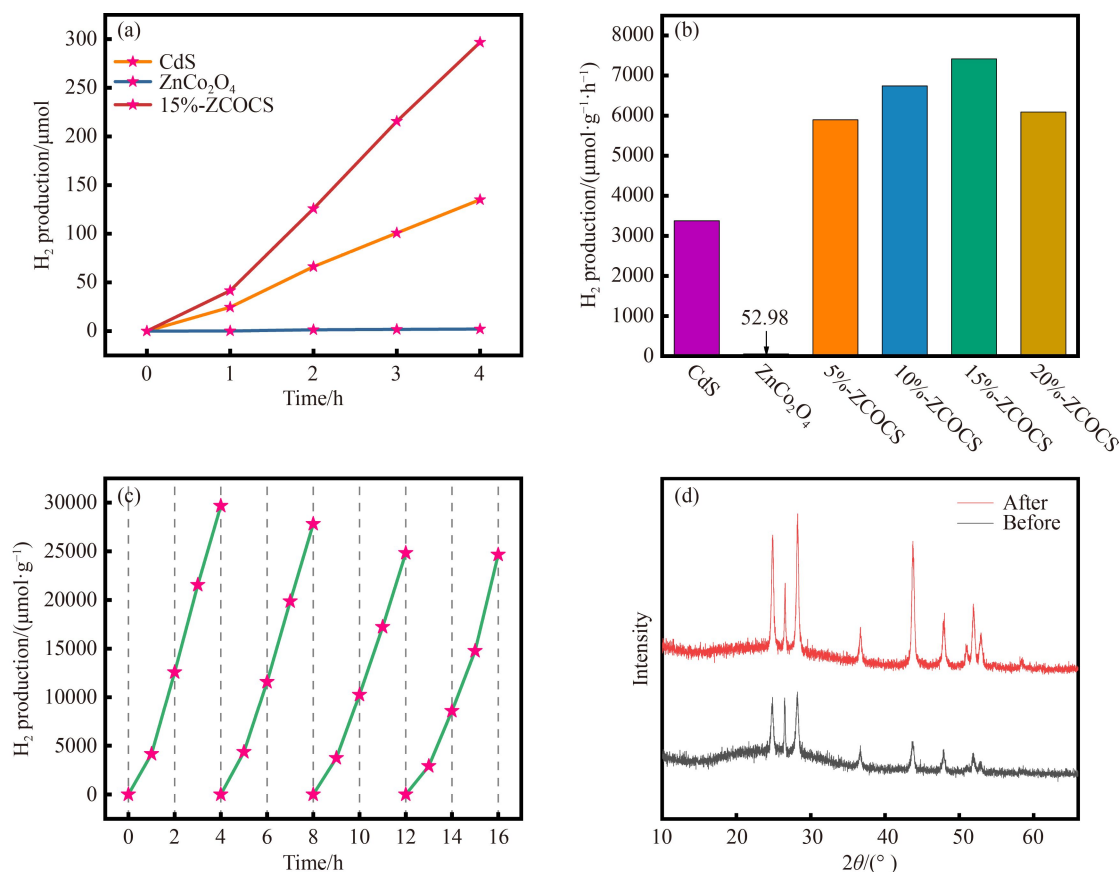 (a)
CdS
ZnCo₂O₄
15%-ZCOCS
H₂ production/μmol
300
250
200
150
100
50
0
0 1 2 3 4
Time/h
(b)
H₂ production/(μmol·g⁻¹·h⁻¹)
8000
7000
6000
5000
4000
3000
2000
1000
0
52.98
CdS
ZnCo₂O₄
5%-ZCOCS
10%-ZCOCS
15%-ZCOCS
20%-ZCOCS
(c)
H₂ production/(μmol·g⁻¹)
30000
25000
20000
15000
10000
5000
0
0 2 4 6 8 10 12 14 16
Time/h
(d)
After
Before
Intensity
10 20 30 40 50 60
2θ/(° )